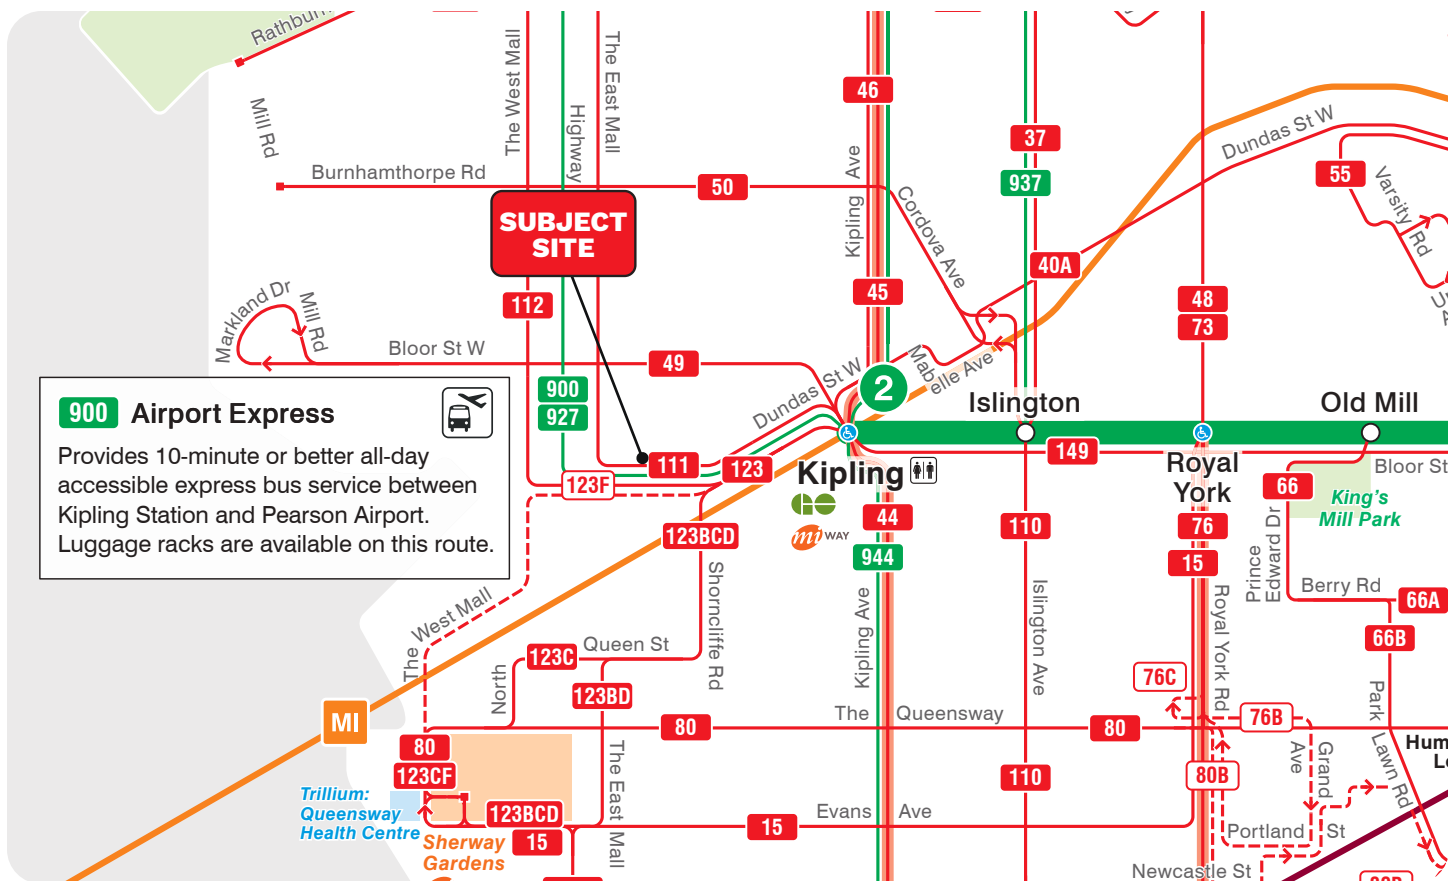 Rathburn
The West Mall
Highway
The East Mall
Mill Rd
Burnhamthorpe Rd
50
46
Kipling Ave
45
Cordova Ave
37
937
40A
Dundas St W
55
Varsity Rd
48
73
SUBJECT
SITE
112
Markland Dr
Mill Rd
Bloor St W
49
900
927
Dundas St W
Mabelle Ave
2
Islington
Old Mill
900 Airport Express
Provides 10-minute or better all-day
accessible express bus service between
Kipling Station and Pearson Airport.
Luggage racks are available on this route.
111
123
123F
Kipling
149
Royal
York
Bloor St
66
King's
Mill Park
mi WAY
44
944
123BCD
110
76
15
Prince
Edward Dr
Berry Rd
66A
66B
The West Mall
Shorncliffe Rd
Kipling Ave
Islington Ave
Royal York Rd
Queen St
123C
123BD
North
76C
Park Lawn Rd
MI
80
The Queensway
80
76B
80
123CF
The East Mall
110
80B
Grand
Ave
Hum
Trillium:
Queensway
Health Centre
123BCD
15
Sherway
Gardens
15
Evans Ave
Portland St
Newcastle St